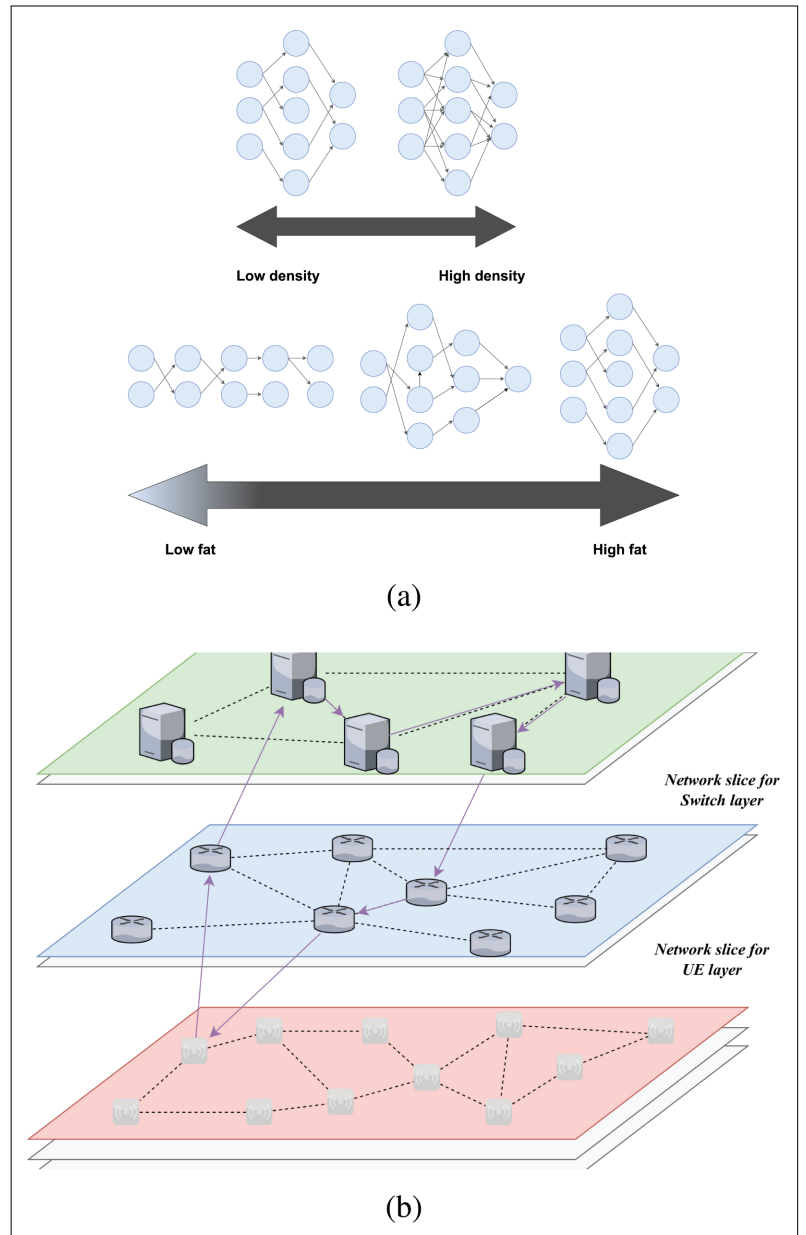 Low density
High density
Low fat
High fat
(a)
Network slice for
Switch layer
Network slice for
UE layer
(b)